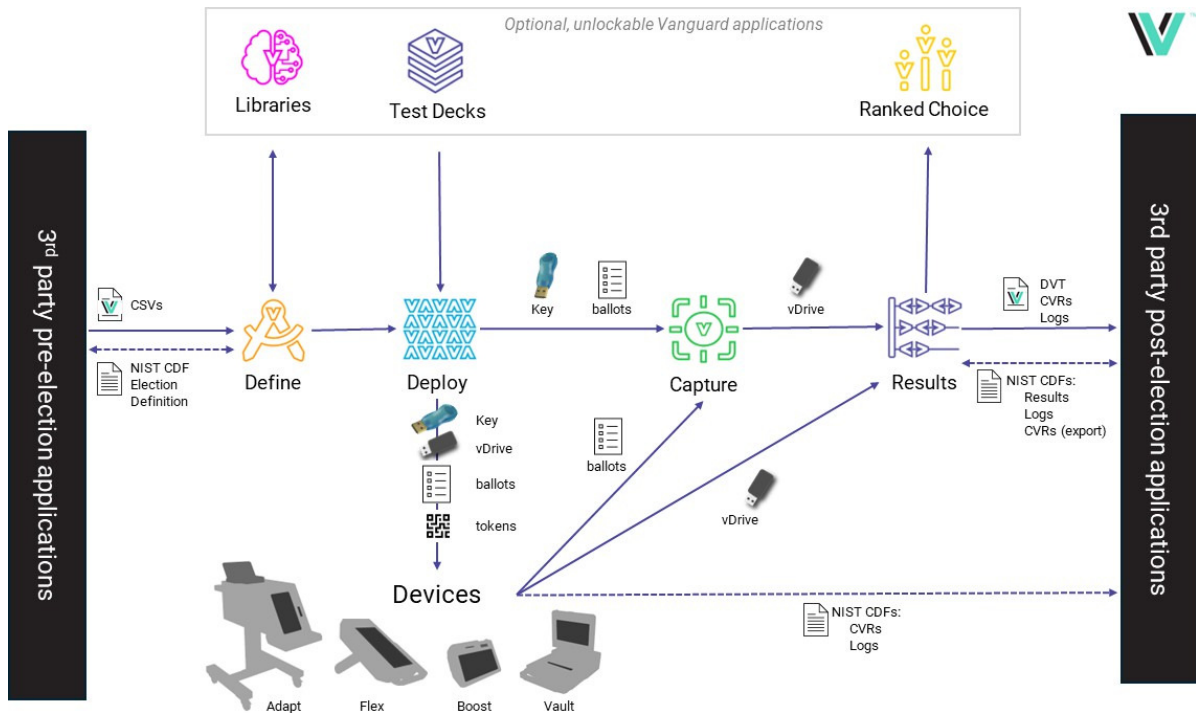 Optional, unlockable Vanguard applications
Libraries
Test Decks
Ranked Choice
TM
3rd party pre-election applications
CSVs
NIST CDF
Election
Definition
Define
Deploy
Key
ballots
Capture
vDrive
Results
DVT
CVRs
Logs
NIST CDFs:
Results
Logs
CVRs (export)
3rd party post-election applications
Key
vDrive
ballots
tokens
ballots
vDrive
Devices
NIST CDFs:
CVRs
Logs
Adapt
Flex
Boost
Vault